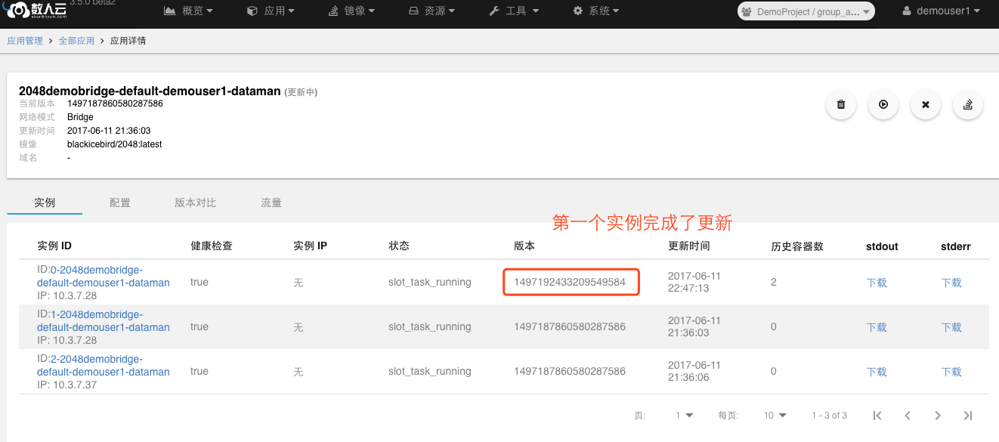 数人云
shurenyun.com
3.5.0 beta2
概览
应用
镜像
资源
工具
系统
DemoProject / group_a...
demouser1
应用管理 > 全部应用 > 应用详情
2048demobridge-default-demouser1-dataman (更新中)
当前版本 1497187860580287586
网络模式 Bridge
更新时间 2017-06-11 21:36:03
镜像 blackicebird/2048:latest
域名 -
实例
配置
版本对比
流量
第一个实例完成了更新
实例 ID 健康检查 实例 IP 状态 版本 更新时间 历史容器数 stdout stderr
ID:0-2048demobridge-
default-demouser1-dataman
IP: 10.3.7.28
true 无 slot_task_running 1497192433209549584
2017-06-11
22:47:13
2 下载 下载
ID:1-2048demobridge-
default-demouser1-dataman
IP: 10.3.7.28
true 无 slot_task_running 1497187860580287586
2017-06-11
21:36:03
0 下载 下载
ID:2-2048demobridge-
default-demouser1-dataman
IP: 10.3.7.37
true 无 slot_task_running 1497187860580287586
2017-06-11
21:36:06
0 下载 下载
页: 1 每页: 10 1 - 3 of 3